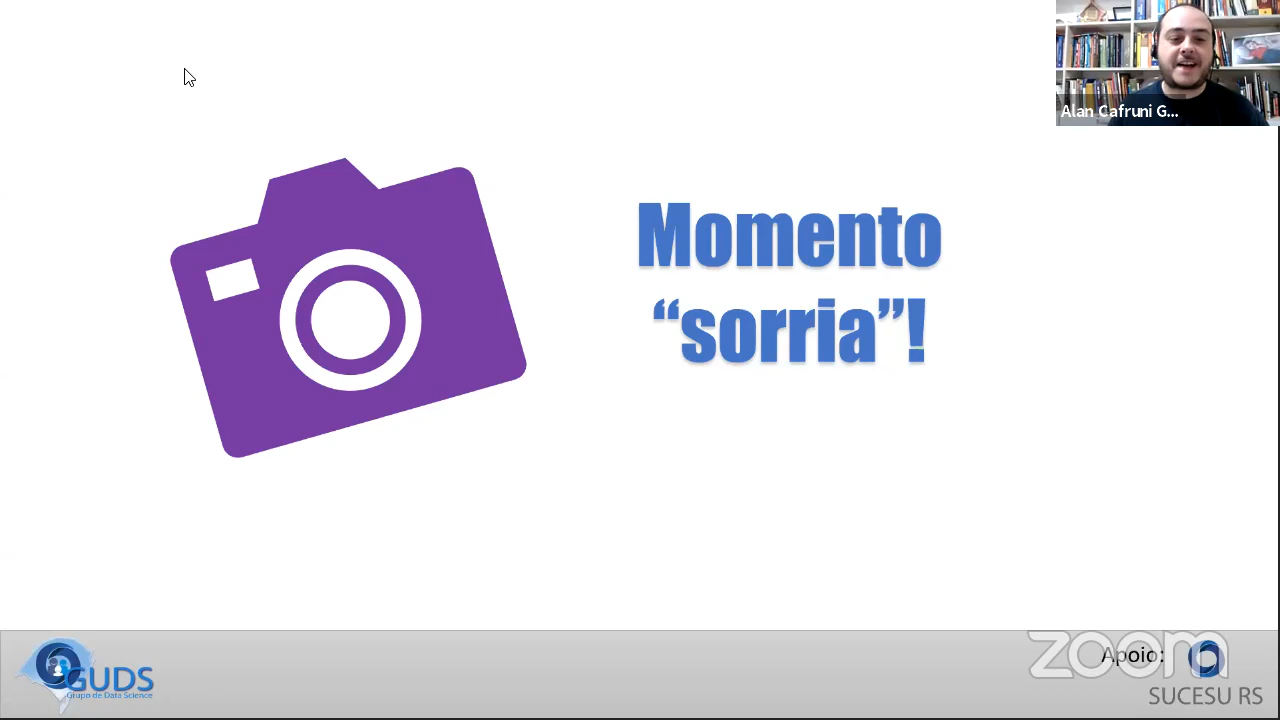 Alan Cafruni G...
Momento
“sorria”!
GUDS
Grupo de Data Science
zoom
Apoio:
SUCESU RS